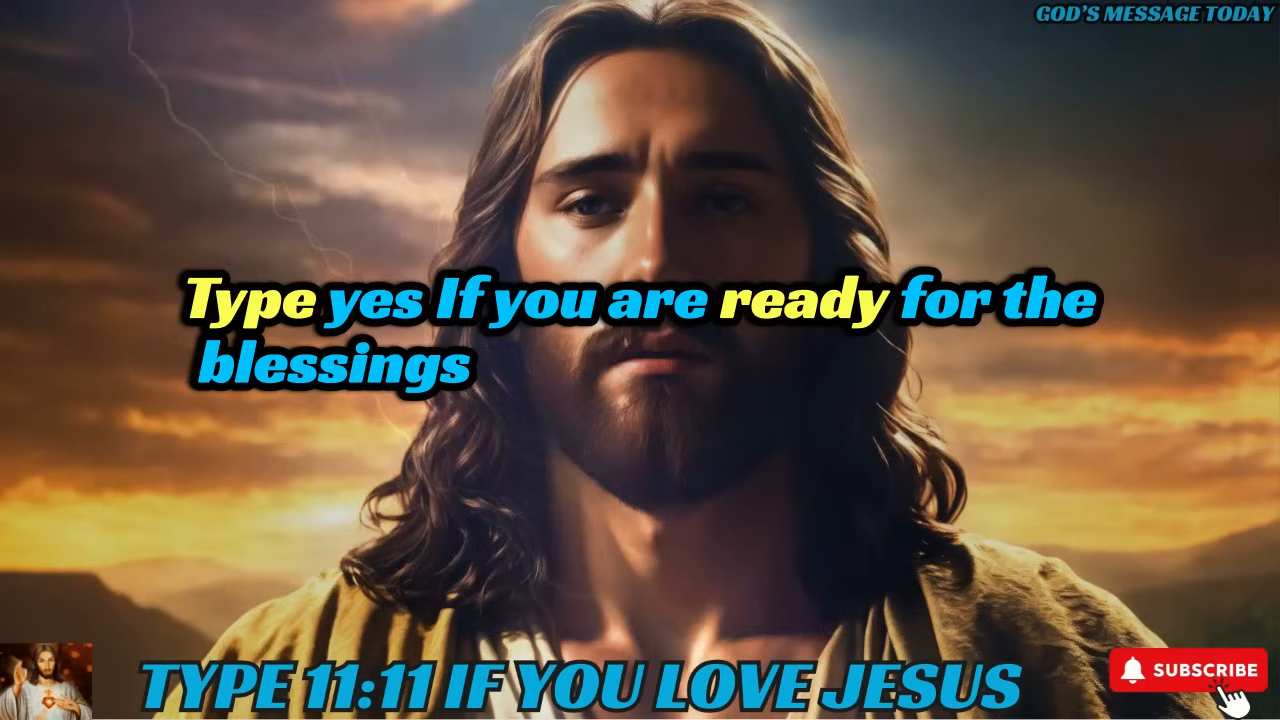 GOD'S MESSAGE TODAY
Type yes If you are ready for the
blessings
TYPE 11:11 IF YOU LOVE JESUS
SUBSCRIBE